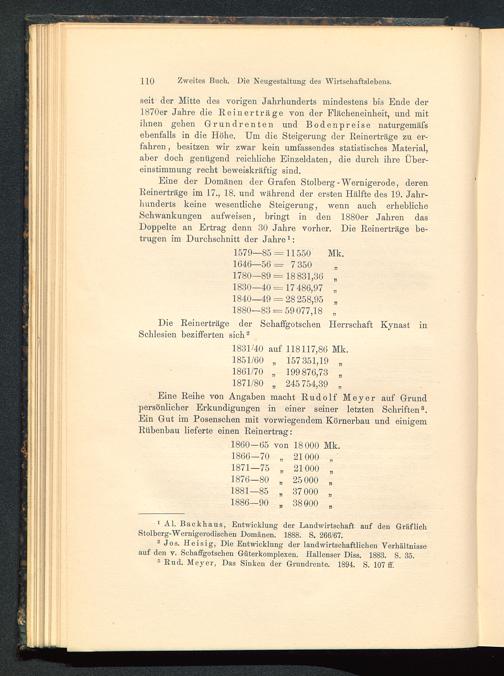 110 Zweites Buch. Die Neugestaltung des Wirtschaftslebens.
seit der Mitte des vorigen Jahrhunderts mindestens bis Ende der
1870er Jahre die Reinerträge von der Flächeneinheit, und mit
ihnen gehen Grundrenten und Bodenpreise naturgemäſs
ebenfalls in die Höhe. Um die Steigerung der Reinerträge zu er-
fahren, besitzen wir zwar kein umfassendes statistisches Material,
aber doch genügend reichliche Einzeldaten, die durch ihre Über-
einstimmung recht beweiskräftig sind.
Eine der Domänen der Grafen Stolberg-Wernigerode, deren
Reinerträge im 17., 18. und während der ersten Hälfte des 19. Jahr-
hunderts keine wesentliche Steigerung, wenn auch erhebliche
Schwankungen aufweisen, bringt in den 1880er Jahren das
Doppelte an Ertrag denn 30 Jahre vorher. Die Reinerträge be-
trugen im Durchschnitt der Jahre¹:
1579—85 = 11 550 Mk.
1646—56 = 7 350 „
1780—89 = 18 831,36 „
1830—40 = 17 486,97 „
1840—49 = 28 258,95 „
1880—83 = 59 077,18 „
Die Reinerträge der Schaffgotschen Herrschaft Kynast in
Schlesien bezifferten sich²
1831/40 auf 118 117,86 Mk.
1851/60 „ 157 351,19 „
1861/70 „ 199 876,73 „
1871/80 „ 245 754,39 „
Eine Reihe von Angaben macht Rudolf Meyer auf Grund
persönlicher Erkundigungen in einer seiner letzten Schriften³.
Ein Gut im Posenschen mit vorwiegendem Körnerbau und einigem
Rübenbau lieferte einen Reinertrag:
1860—65 von 18 000 Mk.
1866—70 „ 21 000 „
1871—75 „ 21 000 „
1876—80 „ 25 000 „
1881—85 „ 37 000 „
1886—90 „ 38 000 „
¹ Al. Backhaus, Entwicklung der Landwirtschaft auf den Gräflich
Stolberg-Wernigerodischen Domänen. 1888. S. 266/67.
² Jos. Heisig, Die Entwicklung der landwirtschaftlichen Verhältnisse
auf den v. Schaffgotschen Güterkomplexen. Hallenser Diss. 1883. S. 35.
³ Rud. Meyer, Das Sinken der Grundrente. 1894. S. 107 ff.